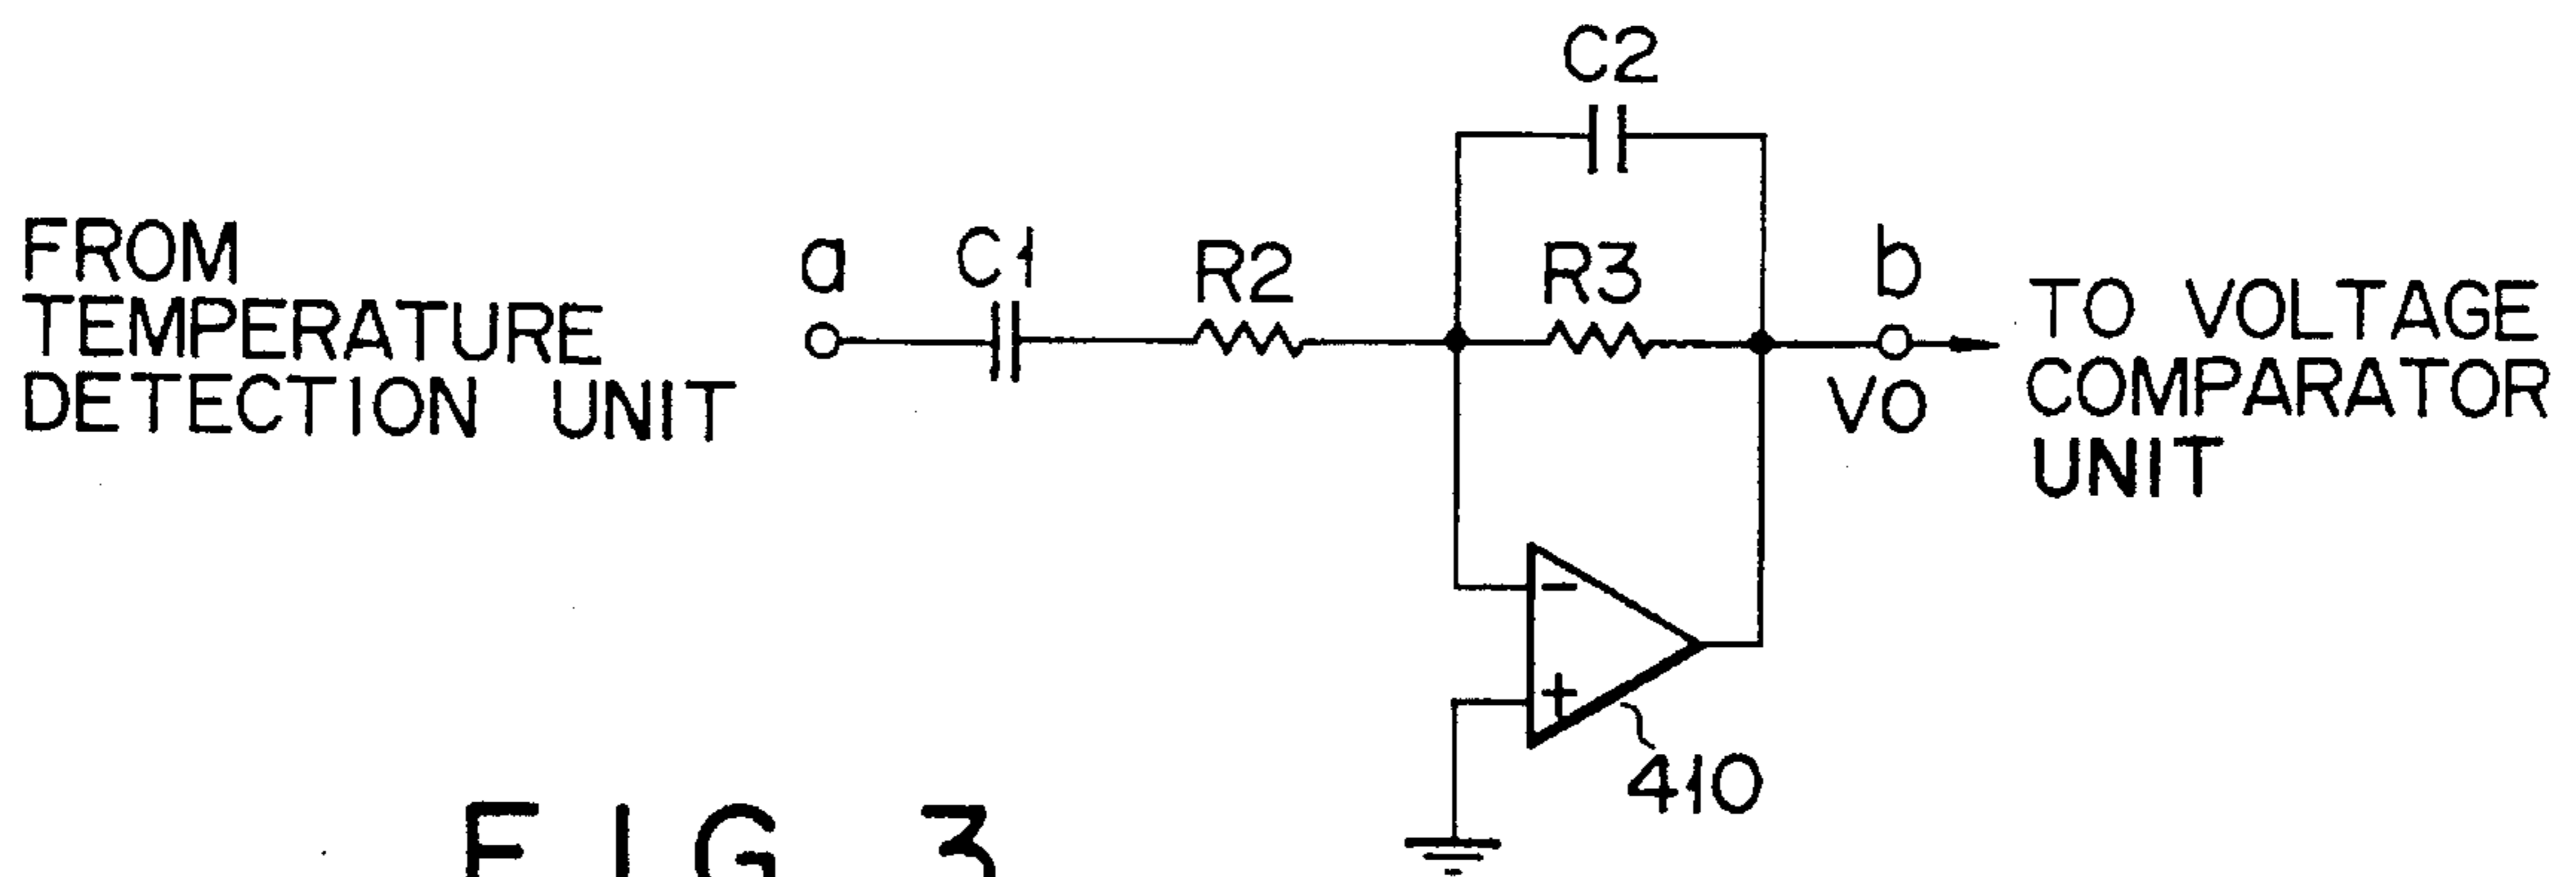 C2
FROM
TEMPERATURE
DETECTION UNIT
a
C1
R2
R3
b
VO
TO VOLTAGE
COMPARATOR
UNIT
−
+
410
FIG. 3